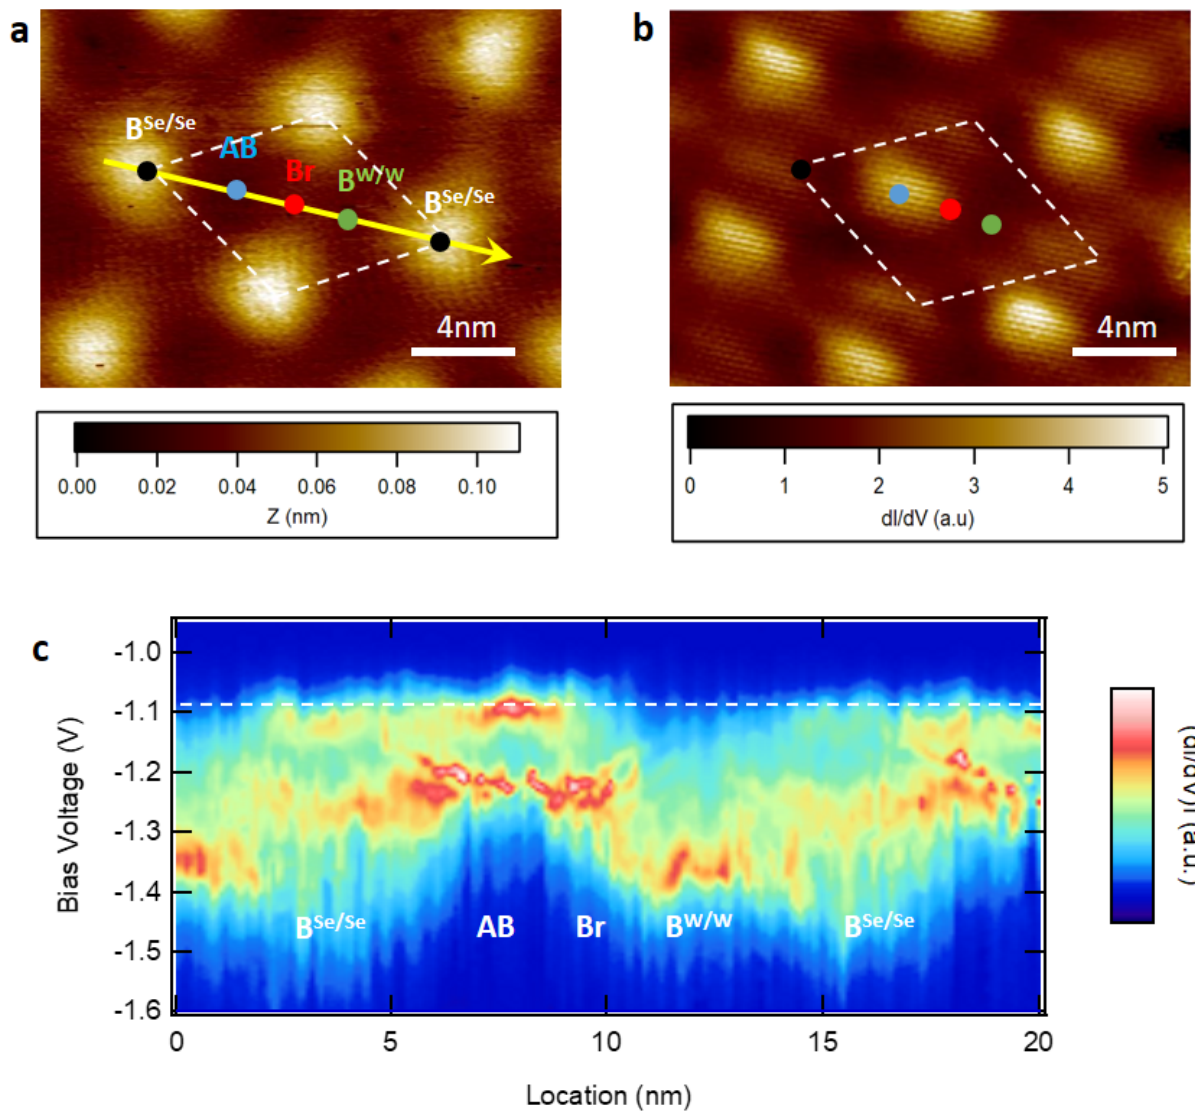 a
B^Se/Se
AB
Br
B^W/W
B^Se/Se
4nm
0.00 0.02 0.04 0.06 0.08 0.10
Z (nm)
b
4nm
0 1 2 3 4 5
dI/dV (a.u)
c
Bias Voltage (V)
-1.0
-1.1
-1.2
-1.3
-1.4
-1.5
-1.6
B^Se/Se AB Br B^W/W B^Se/Se
0 5 10 15 20
Location (nm)
(dI/dV)I (a.u.)